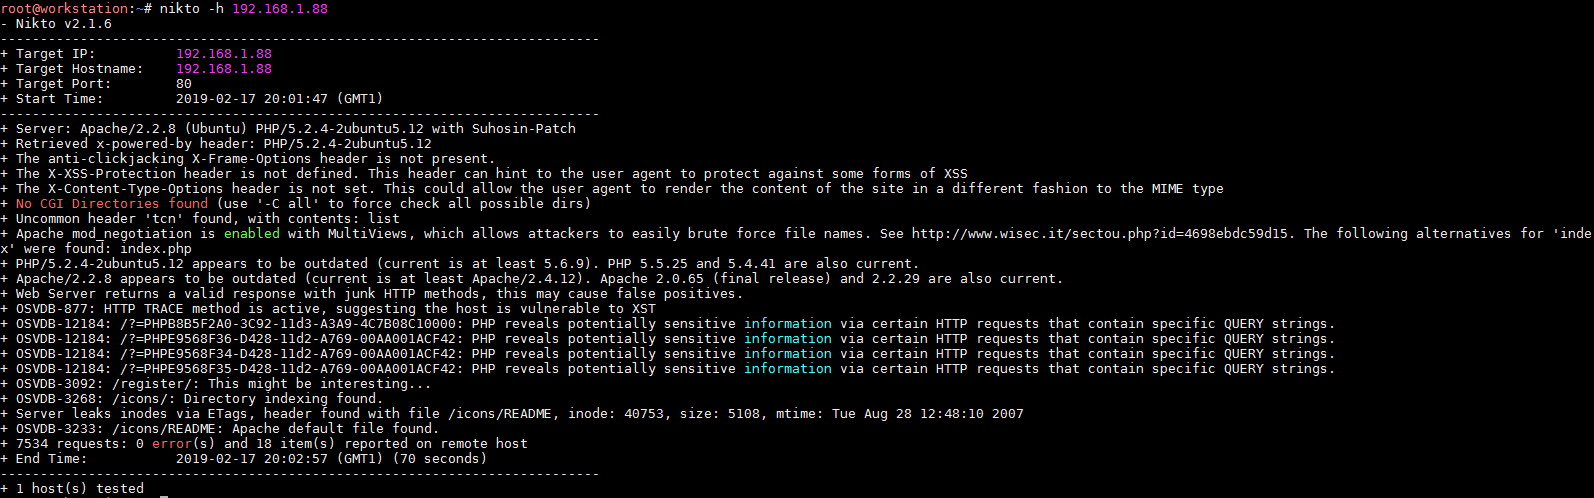 root@workstation:~# nikto -h 192.168.1.88
- Nikto v2.1.6
---------------------------------------------------------------------------
+ Target IP:          192.168.1.88
+ Target Hostname:    192.168.1.88
+ Target Port:        80
+ Start Time:         2019-02-17 20:01:47 (GMT1)
---------------------------------------------------------------------------
+ Server: Apache/2.2.8 (Ubuntu) PHP/5.2.4-2ubuntu5.12 with Suhosin-Patch
+ Retrieved x-powered-by header: PHP/5.2.4-2ubuntu5.12
+ The anti-clickjacking X-Frame-Options header is not present.
+ The X-XSS-Protection header is not defined. This header can hint to the user agent to protect against some forms of XSS
+ The X-Content-Type-Options header is not set. This could allow the user agent to render the content of the site in a different fashion to the MIME type
+ No CGI Directories found (use '-C all' to force check all possible dirs)
+ Uncommon header 'tcn' found, with contents: list
+ Apache mod_negotiation is enabled with MultiViews, which allows attackers to easily brute force file names. See http://www.wisec.it/sectou.php?id=4698ebdc59d15. The following alternatives for 'inde
x' were found: index.php
+ PHP/5.2.4-2ubuntu5.12 appears to be outdated (current is at least 5.6.9). PHP 5.5.25 and 5.4.41 are also current.
+ Apache/2.2.8 appears to be outdated (current is at least Apache/2.4.12). Apache 2.0.65 (final release) and 2.2.29 are also current.
+ Web Server returns a valid response with junk HTTP methods, this may cause false positives.
+ OSVDB-877: HTTP TRACE method is active, suggesting the host is vulnerable to XST
+ OSVDB-12184: /?=PHPB8B5F2A0-3C92-11d3-A3A9-4C7B08C10000: PHP reveals potentially sensitive information via certain HTTP requests that contain specific QUERY strings.
+ OSVDB-12184: /?=PHPE9568F36-D428-11d2-A769-00AA001ACF42: PHP reveals potentially sensitive information via certain HTTP requests that contain specific QUERY strings.
+ OSVDB-12184: /?=PHPE9568F34-D428-11d2-A769-00AA001ACF42: PHP reveals potentially sensitive information via certain HTTP requests that contain specific QUERY strings.
+ OSVDB-12184: /?=PHPE9568F35-D428-11d2-A769-00AA001ACF42: PHP reveals potentially sensitive information via certain HTTP requests that contain specific QUERY strings.
+ OSVDB-3092: /register/: This might be interesting...
+ OSVDB-3268: /icons/: Directory indexing found.
+ Server leaks inodes via ETags, header found with file /icons/README, inode: 40753, size: 5108, mtime: Tue Aug 28 12:48:10 2007
+ OSVDB-3233: /icons/README: Apache default file found.
+ 7534 requests: 0 error(s) and 18 item(s) reported on remote host
+ End Time:           2019-02-17 20:02:57 (GMT1) (70 seconds)
---------------------------------------------------------------------------
+ 1 host(s) tested